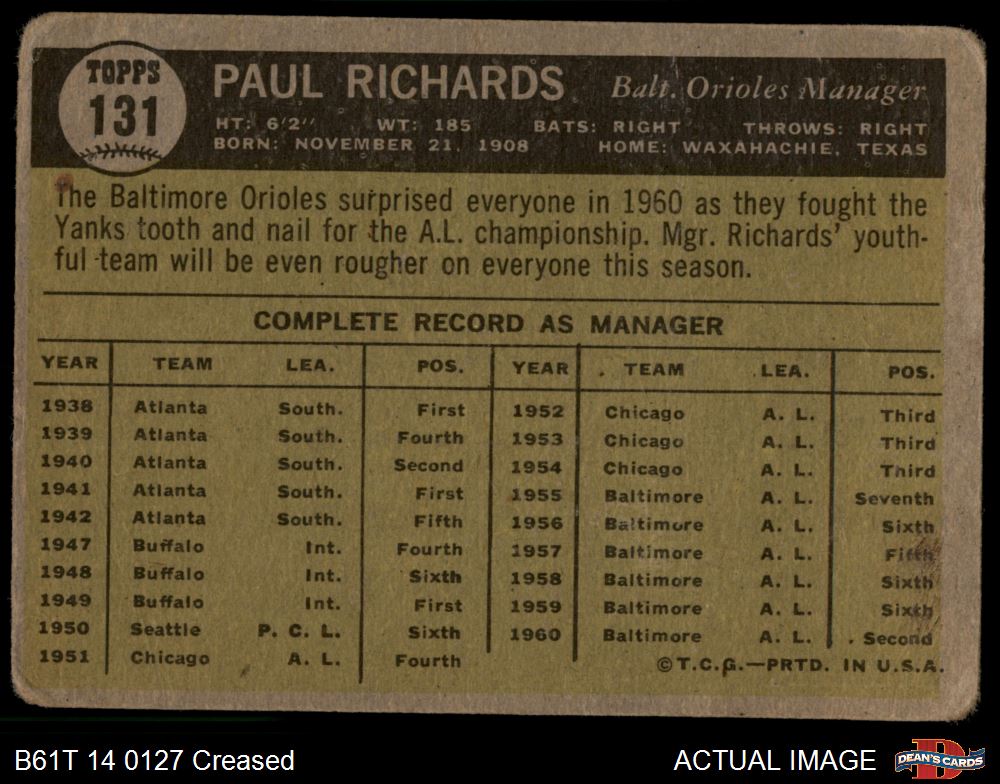 TOPPS
131
PAUL RICHARDS Balt. Orioles Manager
HT: 6'2" WT: 185 BATS: RIGHT THROWS: RIGHT
BORN: NOVEMBER 21, 1908 HOME: WAXAHACHIE, TEXAS
The Baltimore Orioles surprised everyone in 1960 as they fought the
Yanks tooth and nail for the A.L. championship. Mgr. Richards' youth-
ful team will be even rougher on everyone this season.
COMPLETE RECORD AS MANAGER
YEAR TEAM LEA. POS. YEAR TEAM LEA. POS.
1938 Atlanta South. First 1952 Chicago A. L. Third
1939 Atlanta South. Fourth 1953 Chicago A. L. Third
1940 Atlanta South. Second 1954 Chicago A. L. Third
1941 Atlanta South. First 1955 Baltimore A. L. Seventh
1942 Atlanta South. Fifth 1956 Baltimore A. L. Sixth
1947 Buffalo Int. Fourth 1957 Baltimore A. L. Fifth
1948 Buffalo Int. Sixth 1958 Baltimore A. L. Sixth
1949 Buffalo Int. First 1959 Baltimore A. L. Sixth
1950 Seattle P. C. L. Sixth 1960 Baltimore A. L. Second
1951 Chicago A. L. Fourth ©T.C.G.—PRTD. IN U.S.A.
B61T 14 0127 Creased ACTUAL IMAGE DEAN'S CARDS